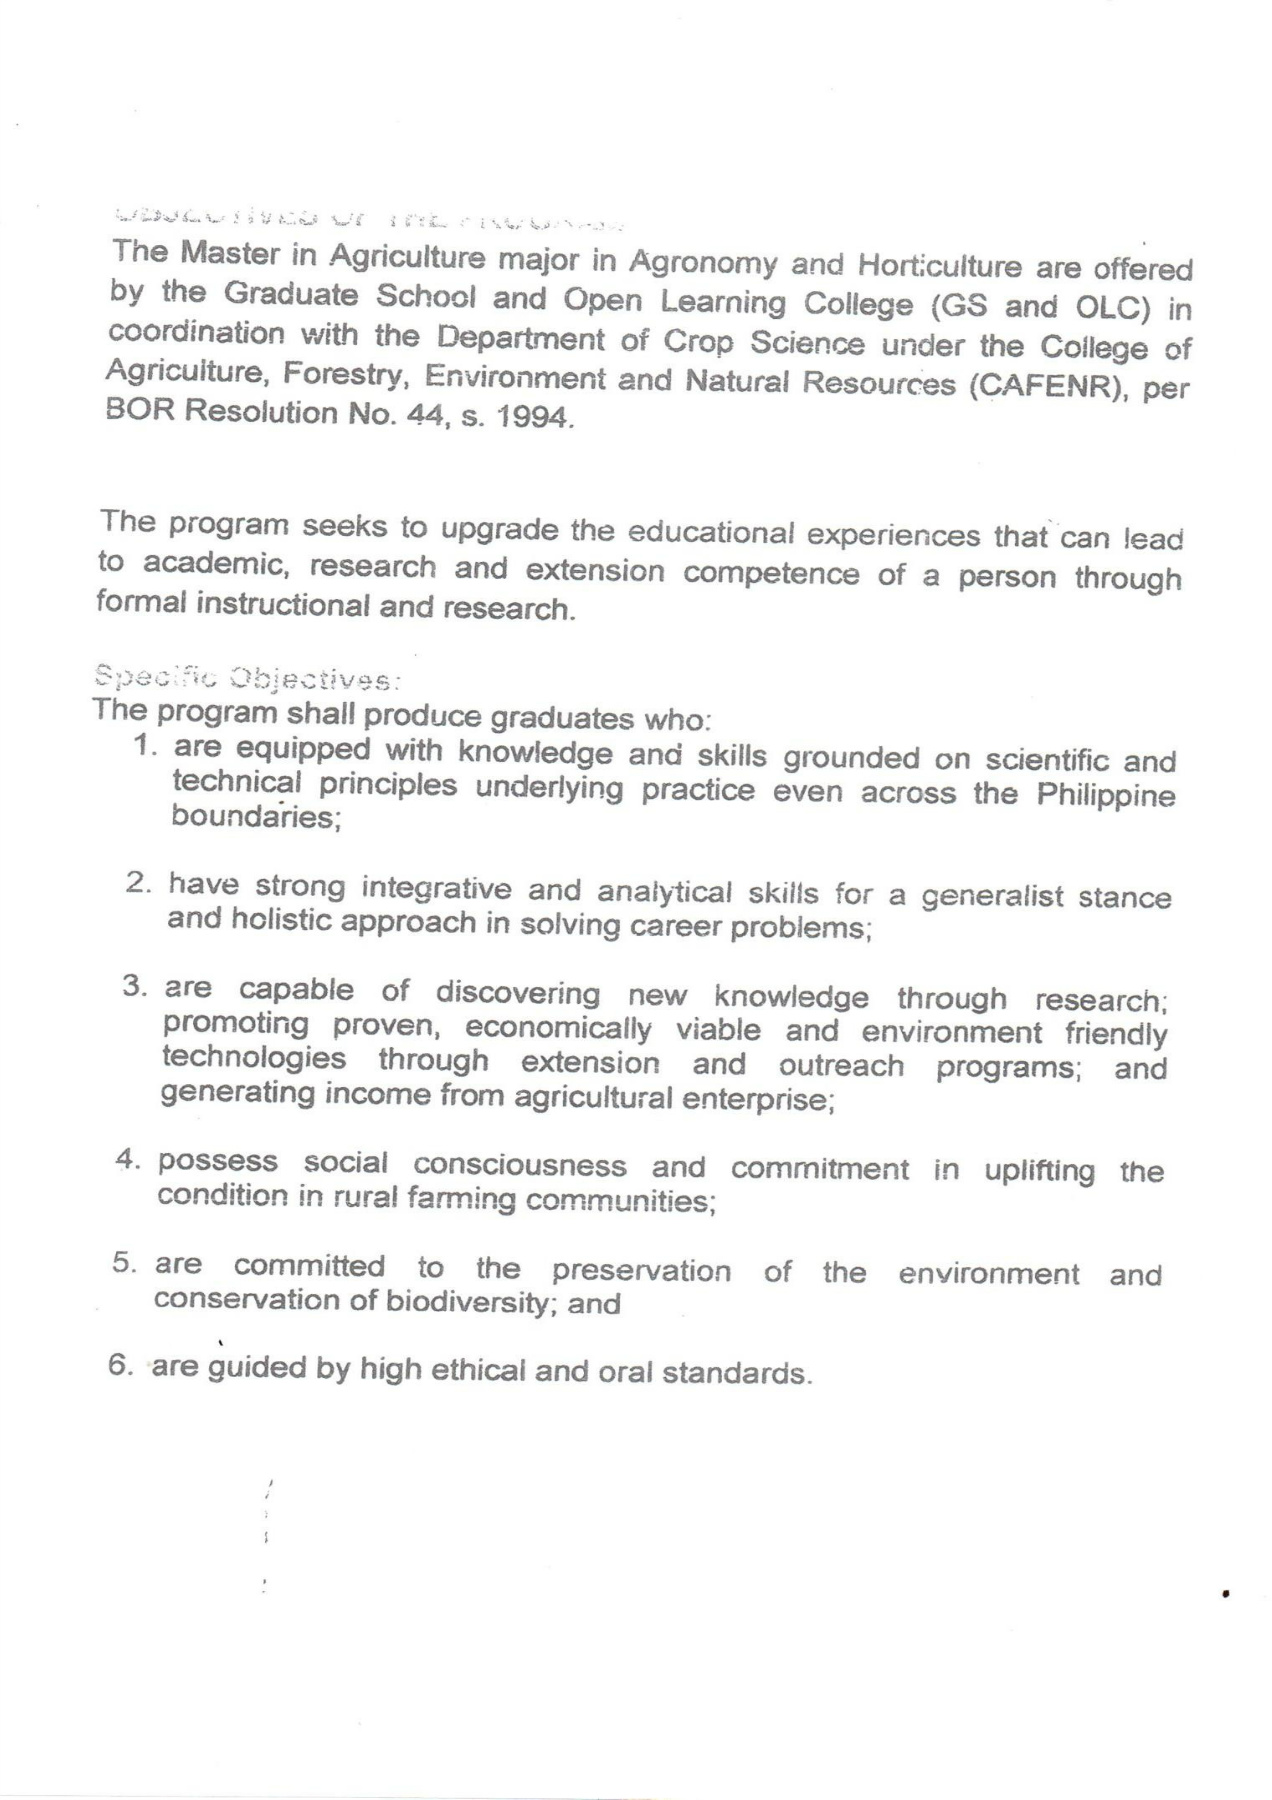 OBJECTIVES OF THE PROGRAM
The Master in Agriculture major in Agronomy and Horticulture are offered
by the Graduate School and Open Learning College (GS and OLC) in
coordination with the Department of Crop Science under the College of
Agriculture, Forestry, Environment and Natural Resources (CAFENR), per
BOR Resolution No. 44, s. 1994.
The program seeks to upgrade the educational experiences that can lead
to academic, research and extension competence of a person through
formal instructional and research.
Specific Objectives:
The program shall produce graduates who:
1. are equipped with knowledge and skills grounded on scientific and
technical principles underlying practice even across the Philippine
boundaries;
2. have strong integrative and analytical skills for a generalist stance
and holistic approach in solving career problems;
3. are capable of discovering new knowledge through research;
promoting proven, economically viable and environment friendly
technologies through extension and outreach programs; and
generating income from agricultural enterprise;
4. possess social consciousness and commitment in uplifting the
condition in rural farming communities;
5. are committed to the preservation of the environment and
conservation of biodiversity; and
6. are guided by high ethical and oral standards.